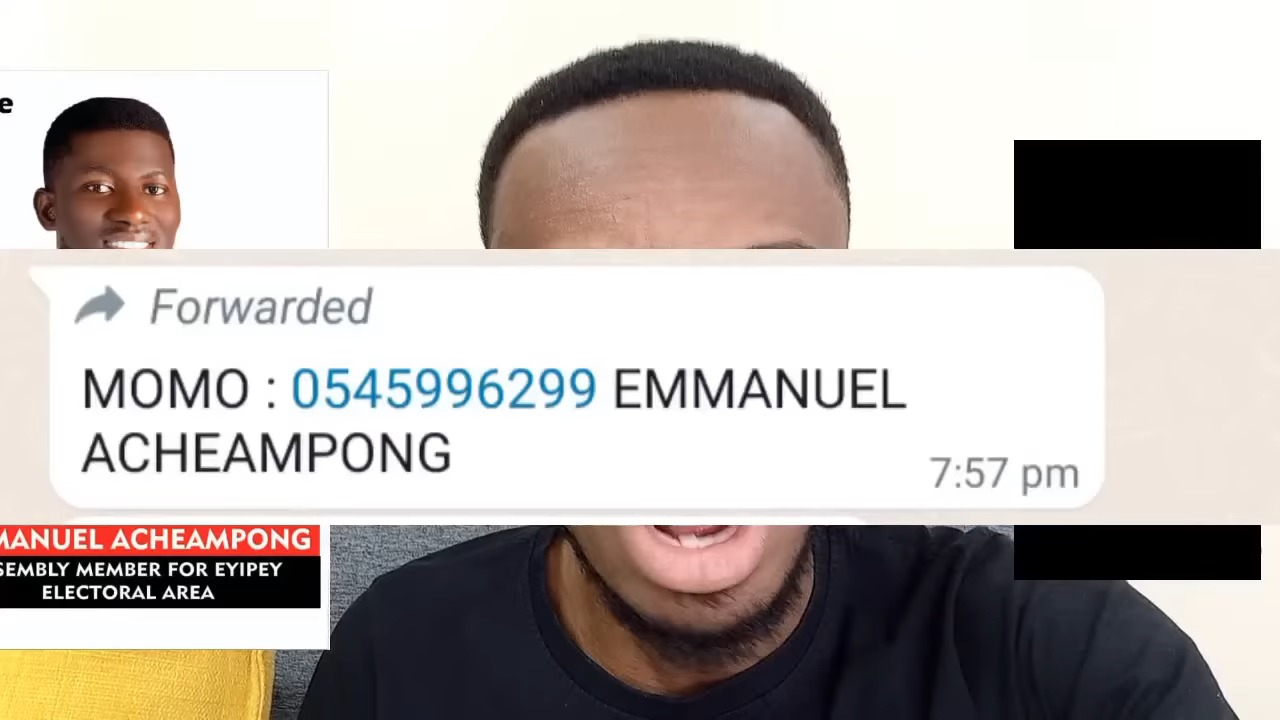 e
Forwarded
MOMO : 0545996299 EMMANUEL
ACHEAMPONG
7:57 pm
MANUEL ACHEAMPONG
SEMBLY MEMBER FOR EYIPEY
ELECTORAL AREA